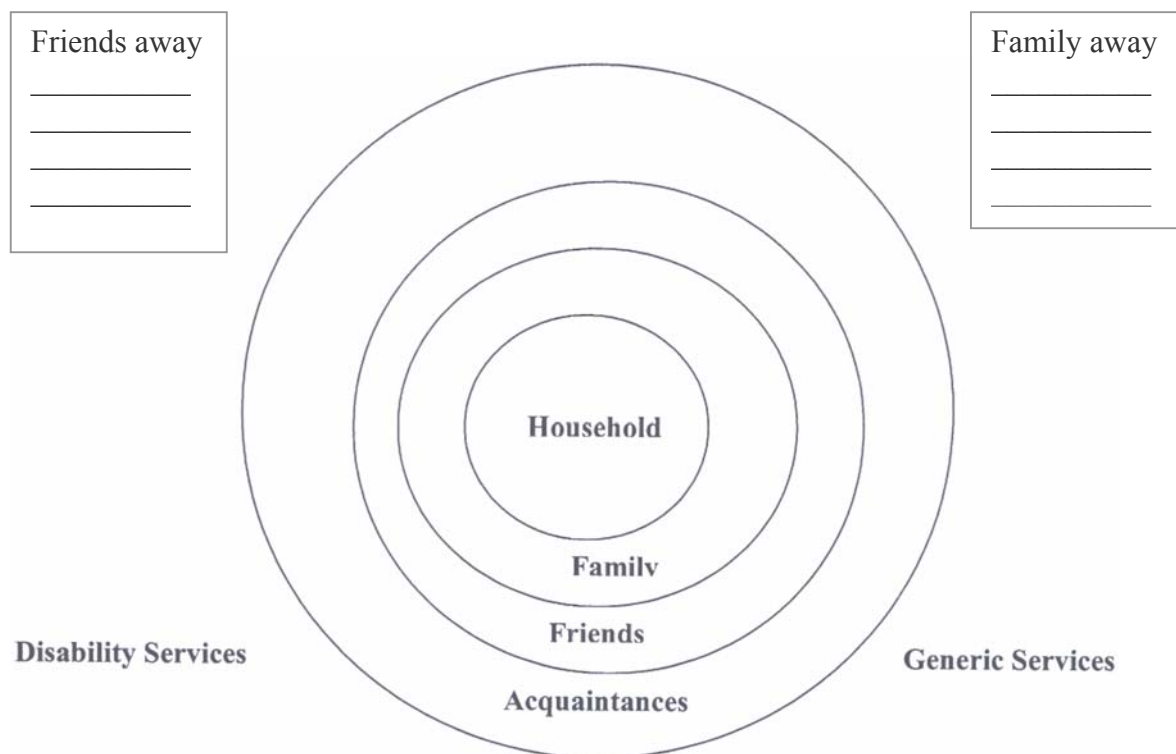 Friends away
Family away
Household
Family
Friends
Disability Services
Generic Services
Acquaintances